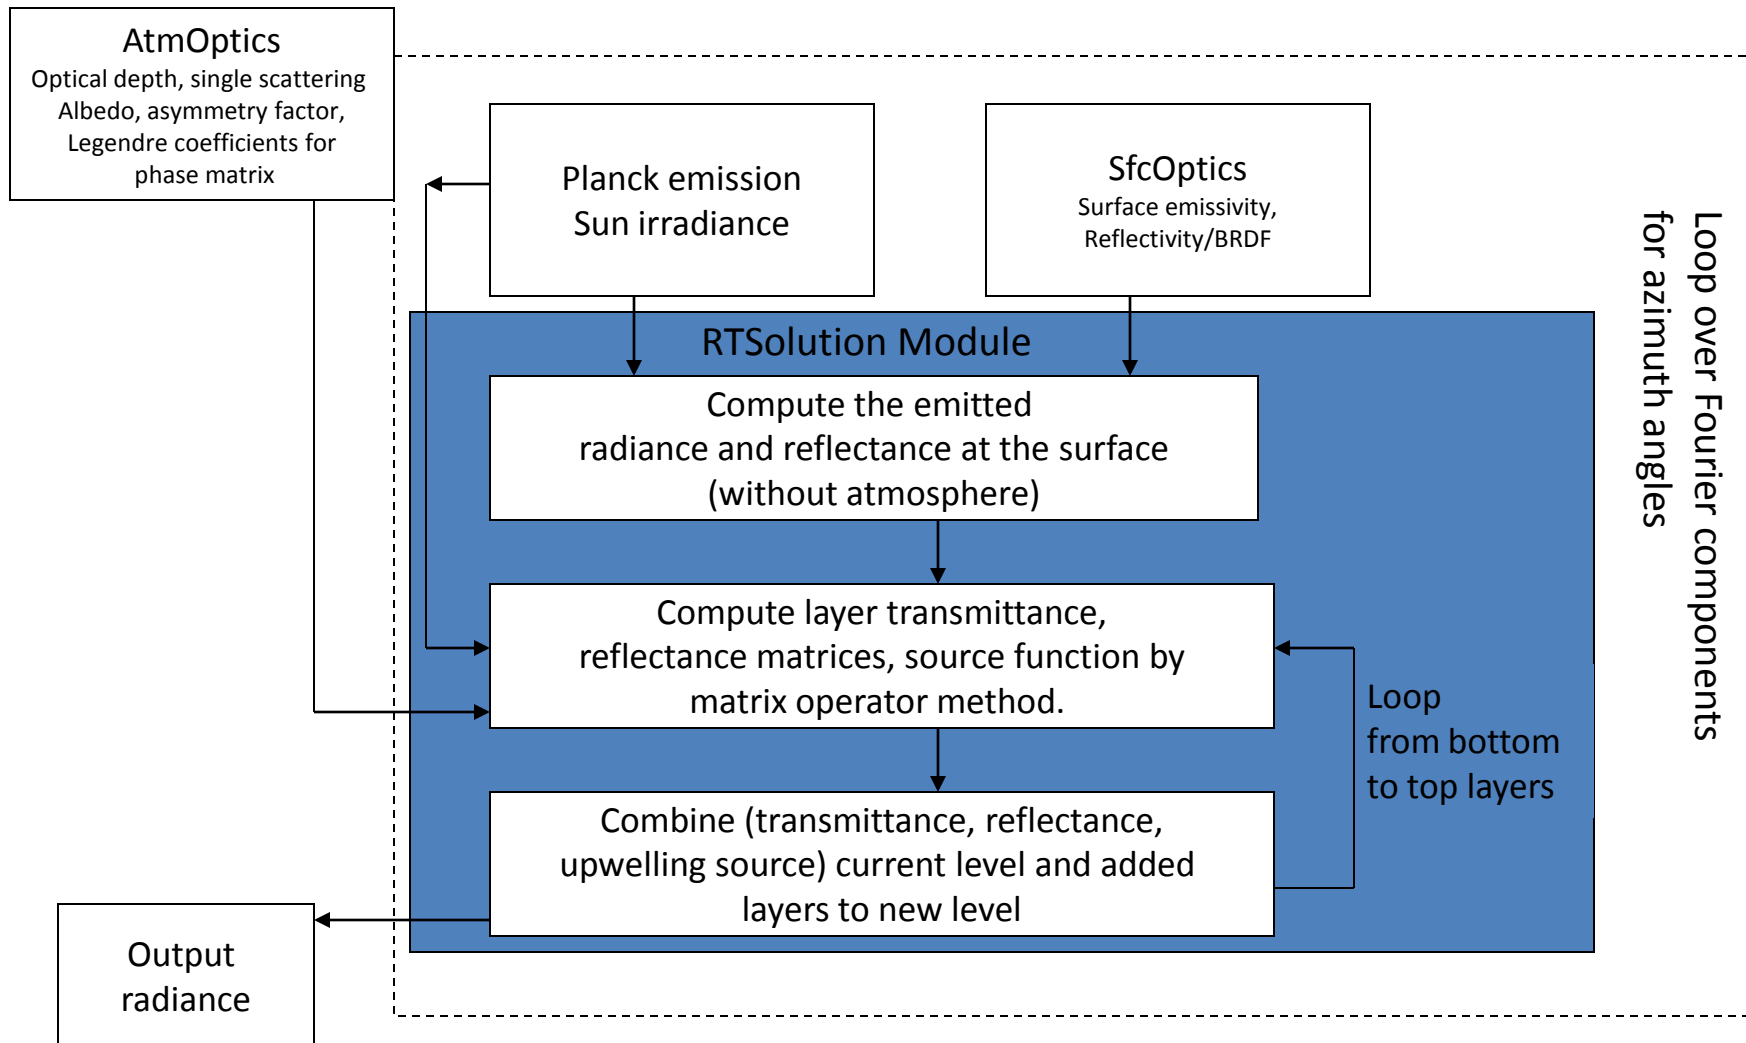 AtmOptics
Optical depth, single scattering
Albedo, asymmetry factor,
Legendre coefficients for
phase matrix
Planck emission
Sun irradiance
SfcOptics
Surface emissivity,
Reflectivity/BRDF
Loop over Fourier components
for azimuth angles
RTSolution Module
Compute the emitted
radiance and reflectance at the surface
(without atmosphere)
Compute layer transmittance,
reflectance matrices, source function by
matrix operator method.
Loop
from bottom
to top layers
Combine (transmittance, reflectance,
upwelling source) current level and added
layers to new level
Output
radiance